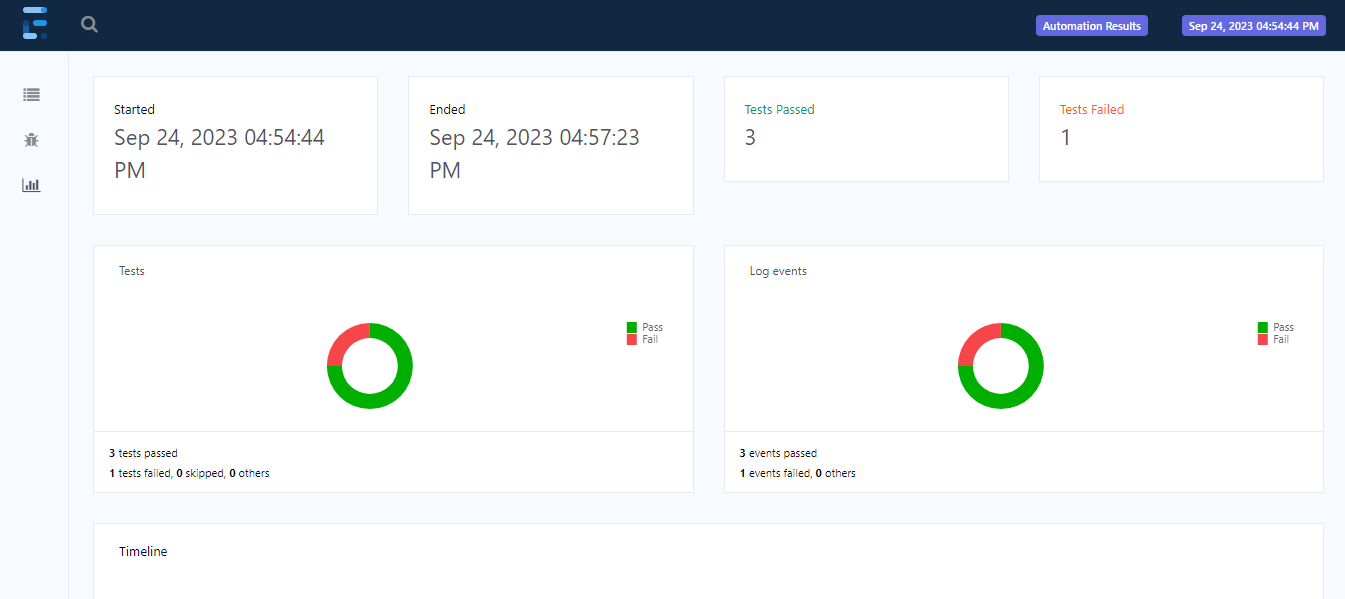 Automation Results
Sep 24, 2023 04:54:44 PM
Started
Sep 24, 2023 04:54:44
PM
Ended
Sep 24, 2023 04:57:23
PM
Tests Passed
3
Tests Failed
1
Tests
Pass
Fail
3 tests passed
1 tests failed, 0 skipped, 0 others
Log events
Pass
Fail
3 events passed
1 events failed, 0 others
Timeline